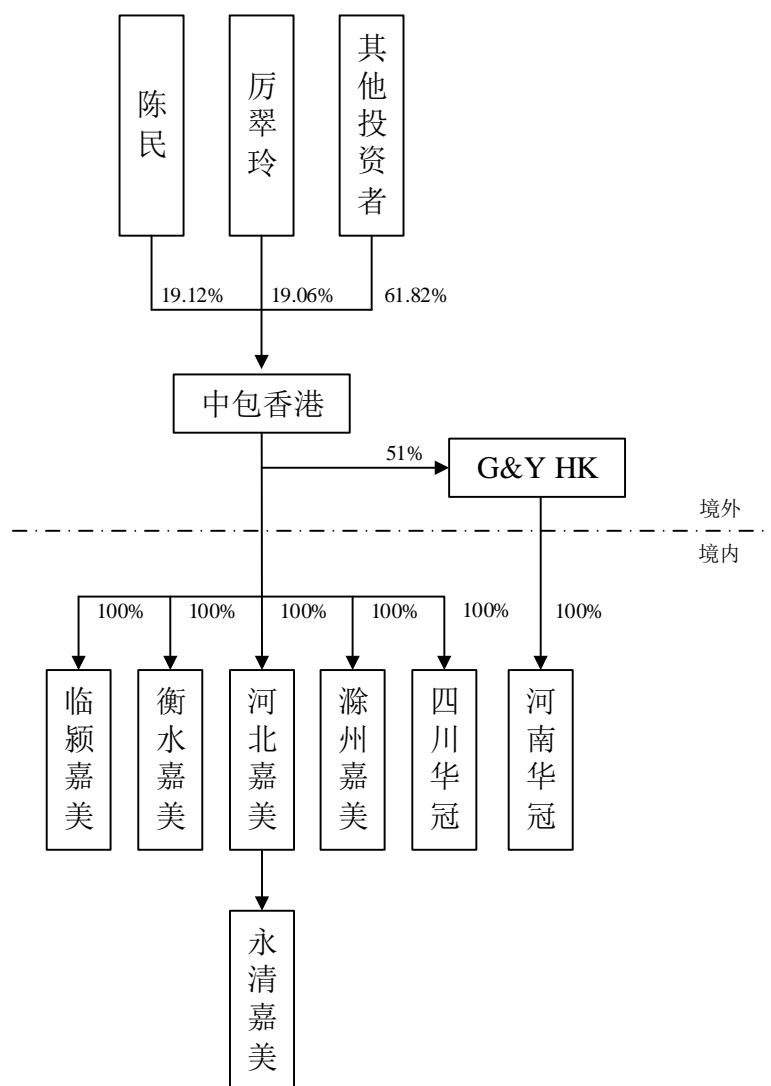 陈民
厉翠玲
其他投资者
19.12%
19.06%
61.82%
中包香港
51%
G&Y HK
境外
境内
100%
100%
100%
100%
100%
100%
临颍嘉美
衡水嘉美
河北嘉美
滁州嘉美
四川华冠
河南华冠
永清嘉美